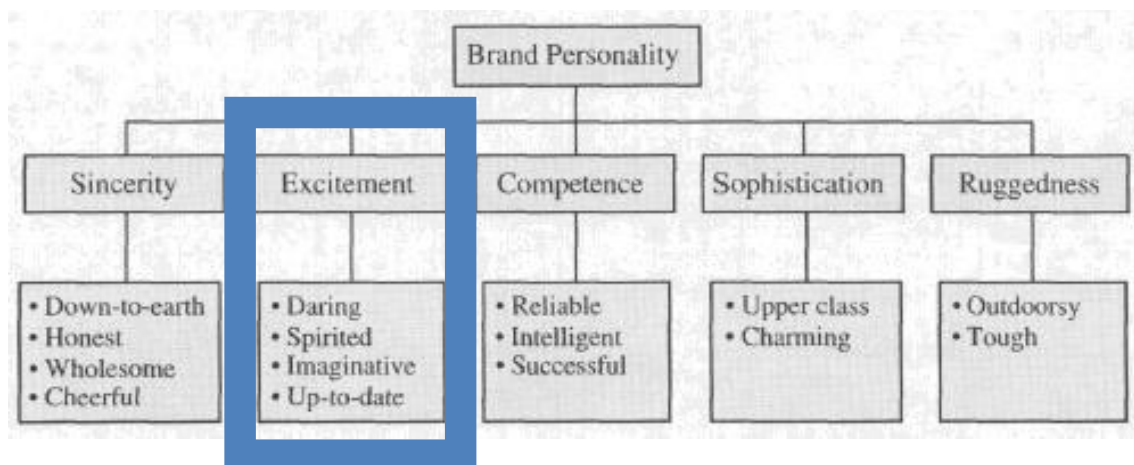 Brand Personality
Sincerity
Excitement
Competence
Sophistication
Ruggedness
• Down-to-earth
• Honest
• Wholesome
• Cheerful
• Daring
• Spirited
• Imaginative
• Up-to-date
• Reliable
• Intelligent
• Successful
• Upper class
• Charming
• Outdoorsy
• Tough